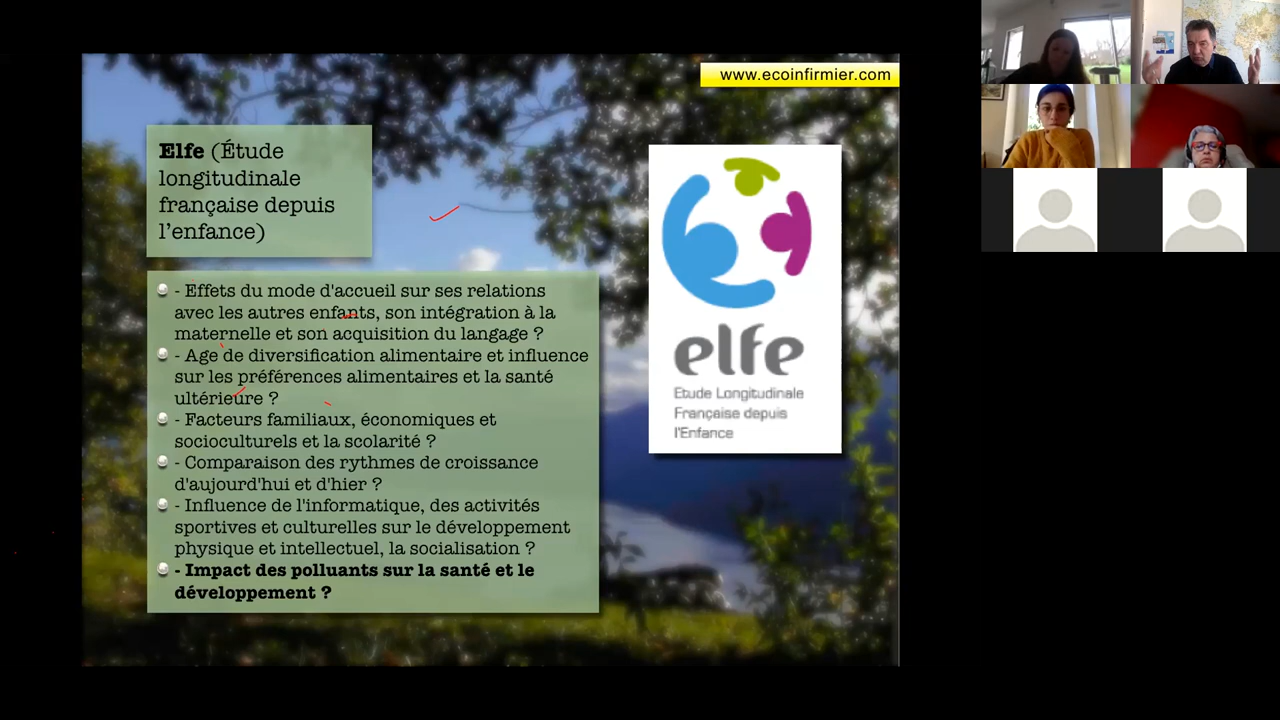 www.ecoinfirmier.com
Elfe (Étude
longitudinale
française depuis
l’enfance)
- Effets du mode d'accueil sur ses relations
avec les autres enfants, son intégration à la
maternelle et son acquisition du langage ?
- Age de diversification alimentaire et influence
sur les préférences alimentaires et la santé
ultérieure ?
- Facteurs familiaux, économiques et
socioculturels et la scolarité ?
- Comparaison des rythmes de croissance
d'aujourd'hui et d'hier ?
- Influence de l'informatique, des activités
sportives et culturelles sur le développement
physique et intellectuel, la socialisation ?
- Impact des polluants sur la santé et le
développement ?
elfe
Etude Longitudinale
Française depuis
l'Enfance